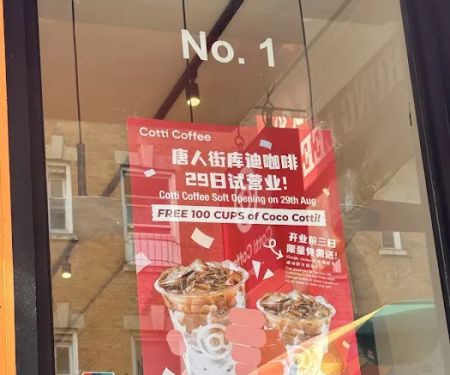 No. 1
Cotti Coffee
唐人街库迪咖啡
29日试营业!
Cotti Coffee Soft Opening on 29th Aug
FREE 100 CUPS of Coco Cotti!
开业前三日
限量免费送!
Cotti Coffee